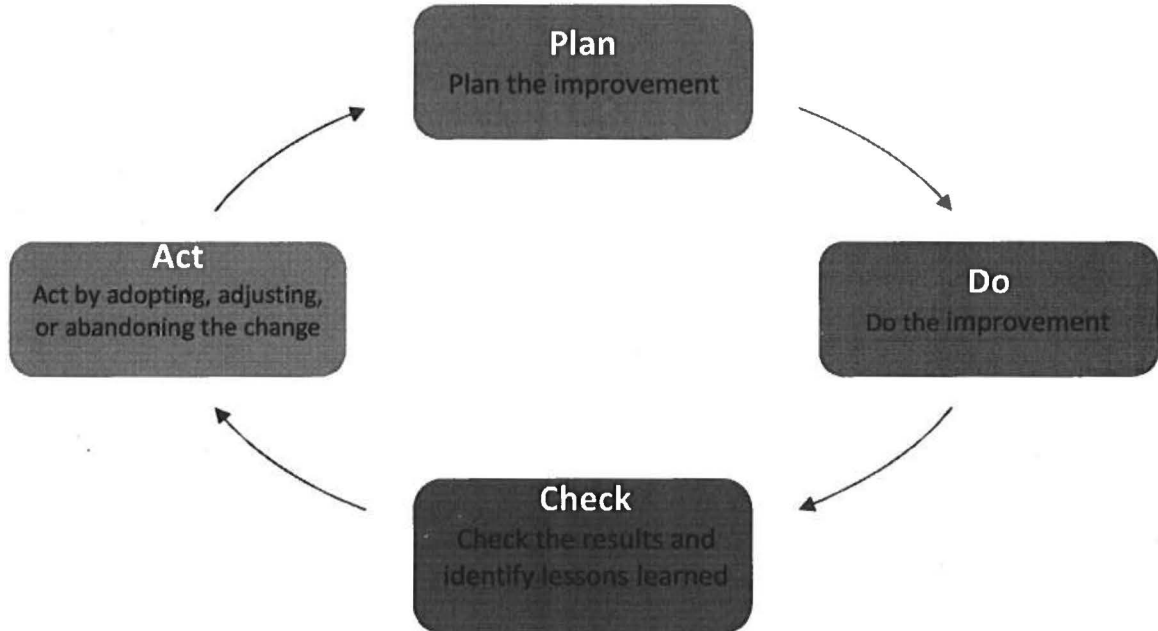 Plan
Plan the improvement
Do
Do the improvement
Check
Check the results and
identify lessons learned
Act
Act by adopting, adjusting,
or abandoning the change